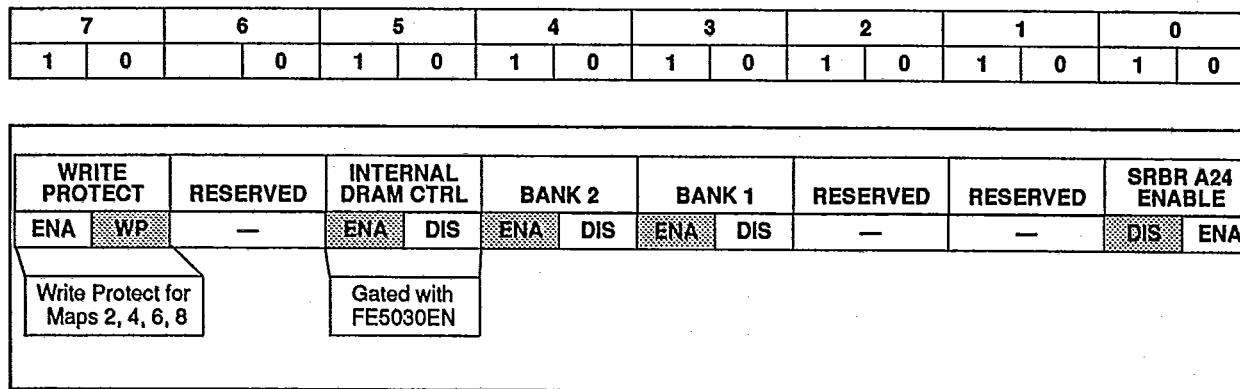 7 6 5 4 3 2 1 0
1 0 0 1 0 1 0 1 0 1 0 1 0 1 0
WRITE PROTECT RESERVED INTERNAL DRAM CTRL BANK 2 BANK 1 RESERVED RESERVED SRBR A24 ENABLE
ENA WP — ENA DIS ENA DIS ENA DIS — — DIS ENA
Write Protect for
Maps 2, 4, 6, 8
Gated with
FE5030EN